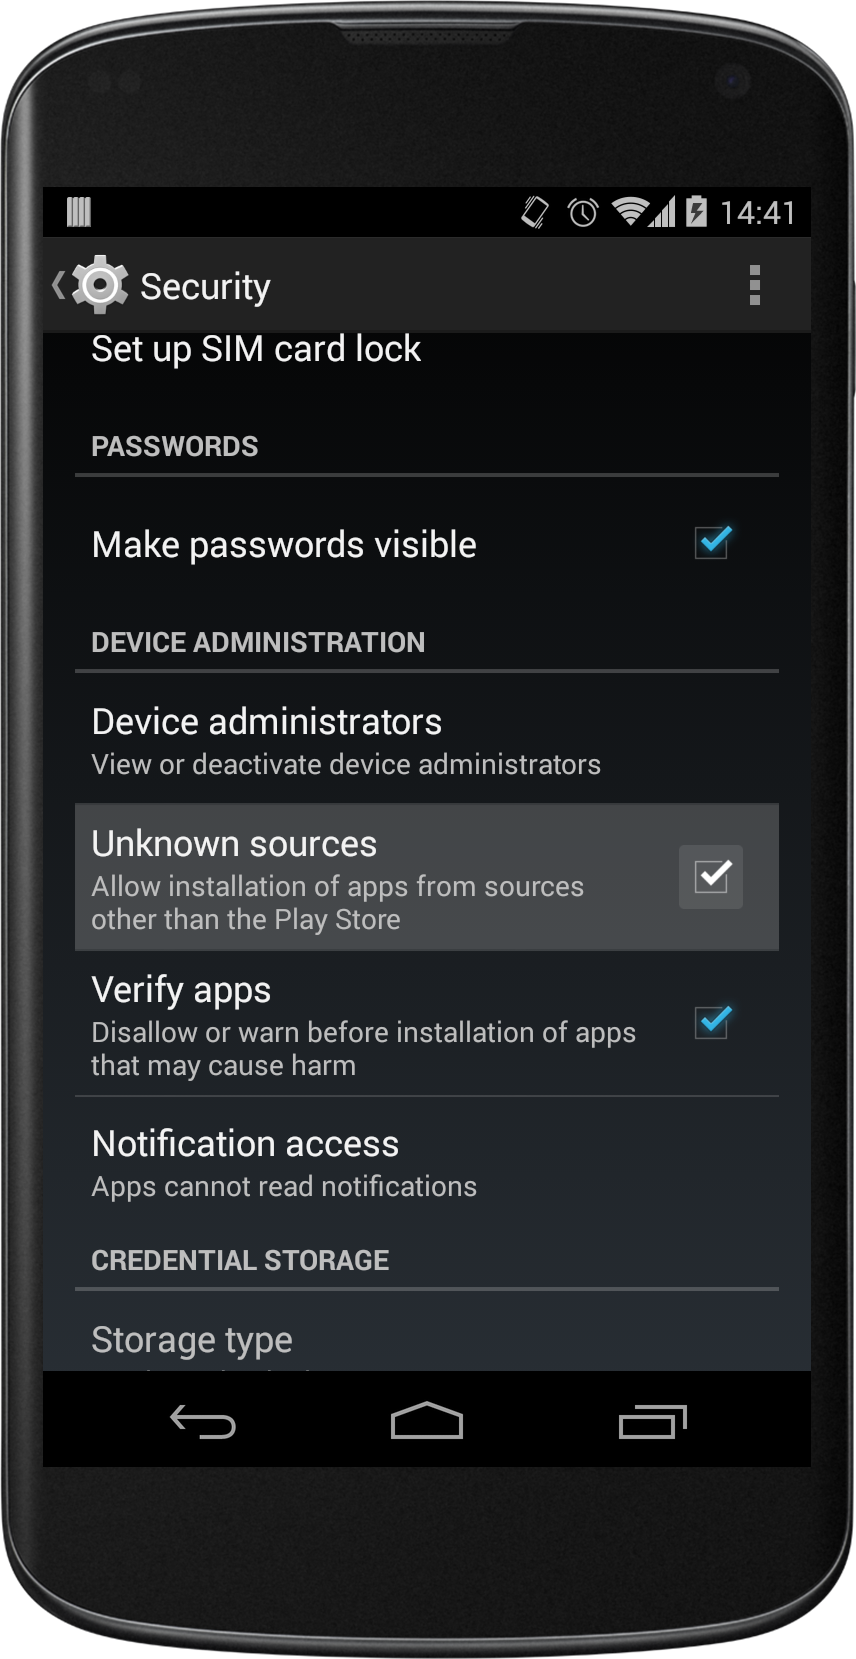 14:41
Security
Set up SIM card lock
PASSWORDS
Make passwords visible
DEVICE ADMINISTRATION
Device administrators
View or deactivate device administrators
Unknown sources
Allow installation of apps from sources
other than the Play Store
Verify apps
Disallow or warn before installation of apps
that may cause harm
Notification access
Apps cannot read notifications
CREDENTIAL STORAGE
Storage type